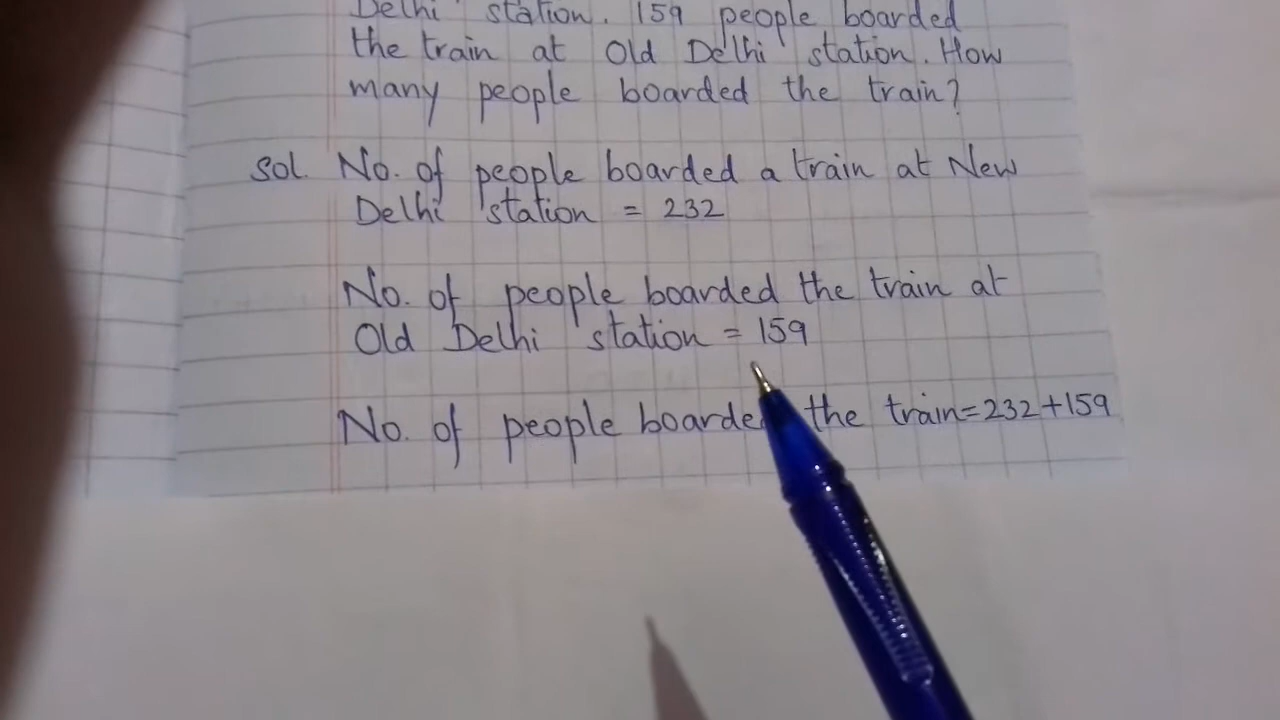 Delhi station. 159 people boarded
the train at Old Delhi station. How
many people boarded the train?
Sol. No. of people boarded a train at New
Delhi station = 232
No. of people boarded the train at
Old Delhi station = 159
No. of people boarded the train=232+159